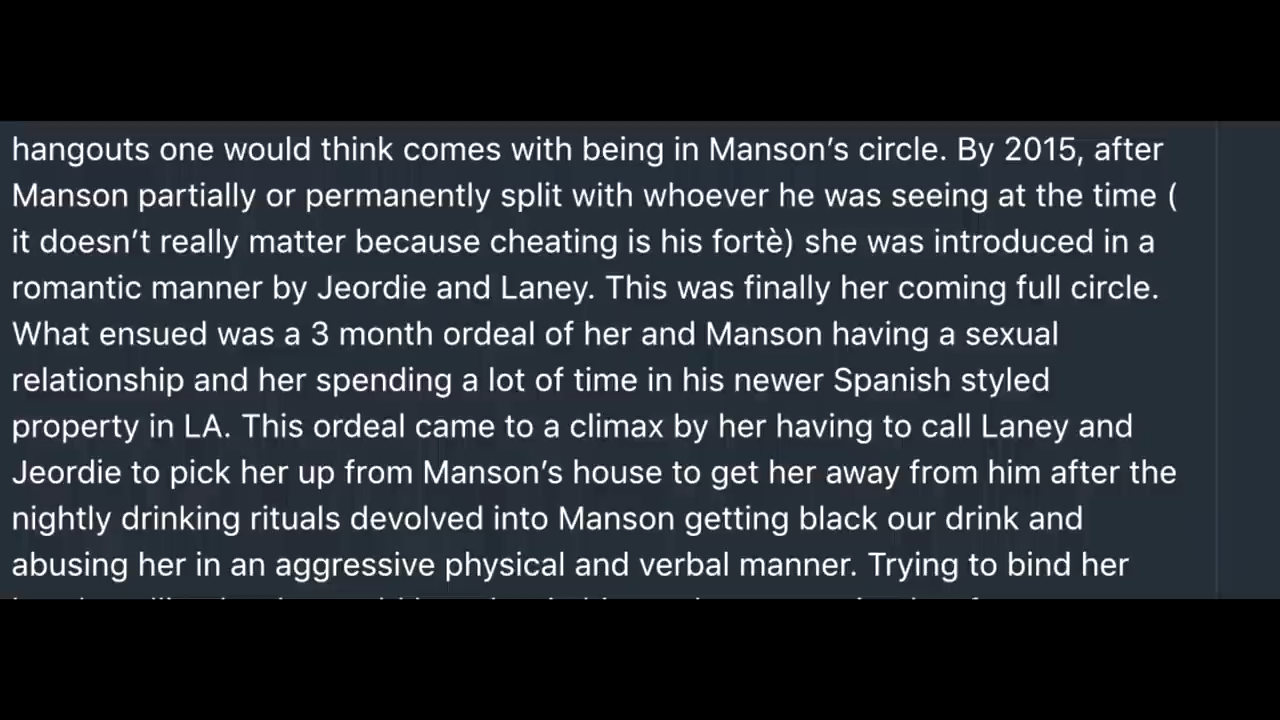 hangouts one would think comes with being in Manson’s circle. By 2015, after
Manson partially or permanently split with whoever he was seeing at the time (
it doesn’t really matter because cheating is his fortè) she was introduced in a
romantic manner by Jeordie and Laney. This was finally her coming full circle.
What ensued was a 3 month ordeal of her and Manson having a sexual
relationship and her spending a lot of time in his newer Spanish styled
property in LA. This ordeal came to a climax by her having to call Laney and
Jeordie to pick her up from Manson’s house to get her away from him after the
nightly drinking rituals devolved into Manson getting black our drink and
abusing her in an aggressive physical and verbal manner. Trying to bind her